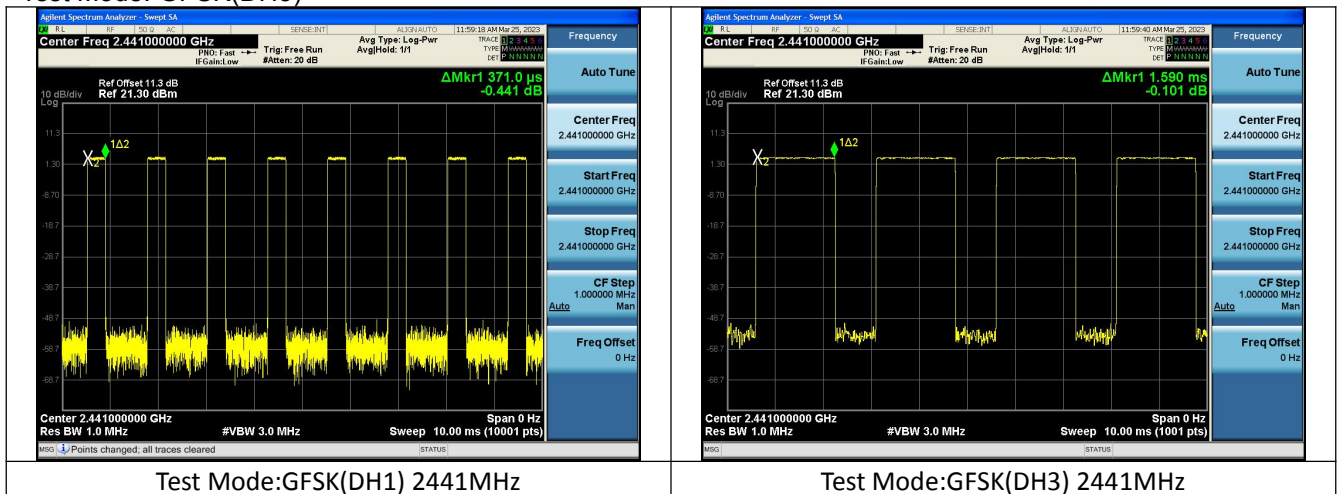 Agilent Spectrum Analyzer - Swept SA
RL RF 50 Ω AC SENSE:INT ALIGN AUTO 11:59:18 AM Mar 25, 2023
Center Freq 2.441000000 GHz
PNO: Fast
IFGain:Low
Trig: Free Run
#Atten: 20 dB
Avg Type: Log-Pwr
Avg|Hold: 1/1
TRACE 1 2 3 4 5 6
TYPE
DET P N N N N N
Ref Offset 11.3 dB
10 dB/div Ref 21.30 dBm
Log
ΔMkr1 371.0 µs
-0.441 dB
11.3
1.30
-8.70
-18.7
-28.7
-38.7
-48.7
-58.7
-68.7
X2
1Δ2
Center 2.441000000 GHz Span 0 Hz
Res BW 1.0 MHz #VBW 3.0 MHz Sweep 10.00 ms (10001 pts)
MSG Points changed; all traces cleared STATUS
Frequency
Auto Tune
Center Freq
2.441000000 GHz
Start Freq
2.441000000 GHz
Stop Freq
2.441000000 GHz
CF Step
1.000000 MHz
Auto Man
Freq Offset
0 Hz
Test Mode:GFSK(DH1) 2441MHz
Agilent Spectrum Analyzer - Swept SA
RL RF 50 Ω AC SENSE:INT ALIGN AUTO 11:59:40 AM Mar 25, 2023
Center Freq 2.441000000 GHz
PNO: Fast
IFGain:Low
Trig: Free Run
#Atten: 20 dB
Avg Type: Log-Pwr
Avg|Hold: 1/1
TRACE 1 2 3 4 5 6
TYPE
DET P N N N N N
Ref Offset 11.3 dB
10 dB/div Ref 21.30 dBm
Log
ΔMkr1 1.590 ms
-0.101 dB
11.3
1.30
-8.70
-18.7
-28.7
-38.7
-48.7
-58.7
-68.7
X2
1Δ2
Center 2.441000000 GHz Span 0 Hz
Res BW 1.0 MHz #VBW 3.0 MHz Sweep 10.00 ms (1001 pts)
MSG STATUS
Frequency
Auto Tune
Center Freq
2.441000000 GHz
Start Freq
2.441000000 GHz
Stop Freq
2.441000000 GHz
CF Step
1.000000 MHz
Auto Man
Freq Offset
0 Hz
Test Mode:GFSK(DH3) 2441MHz